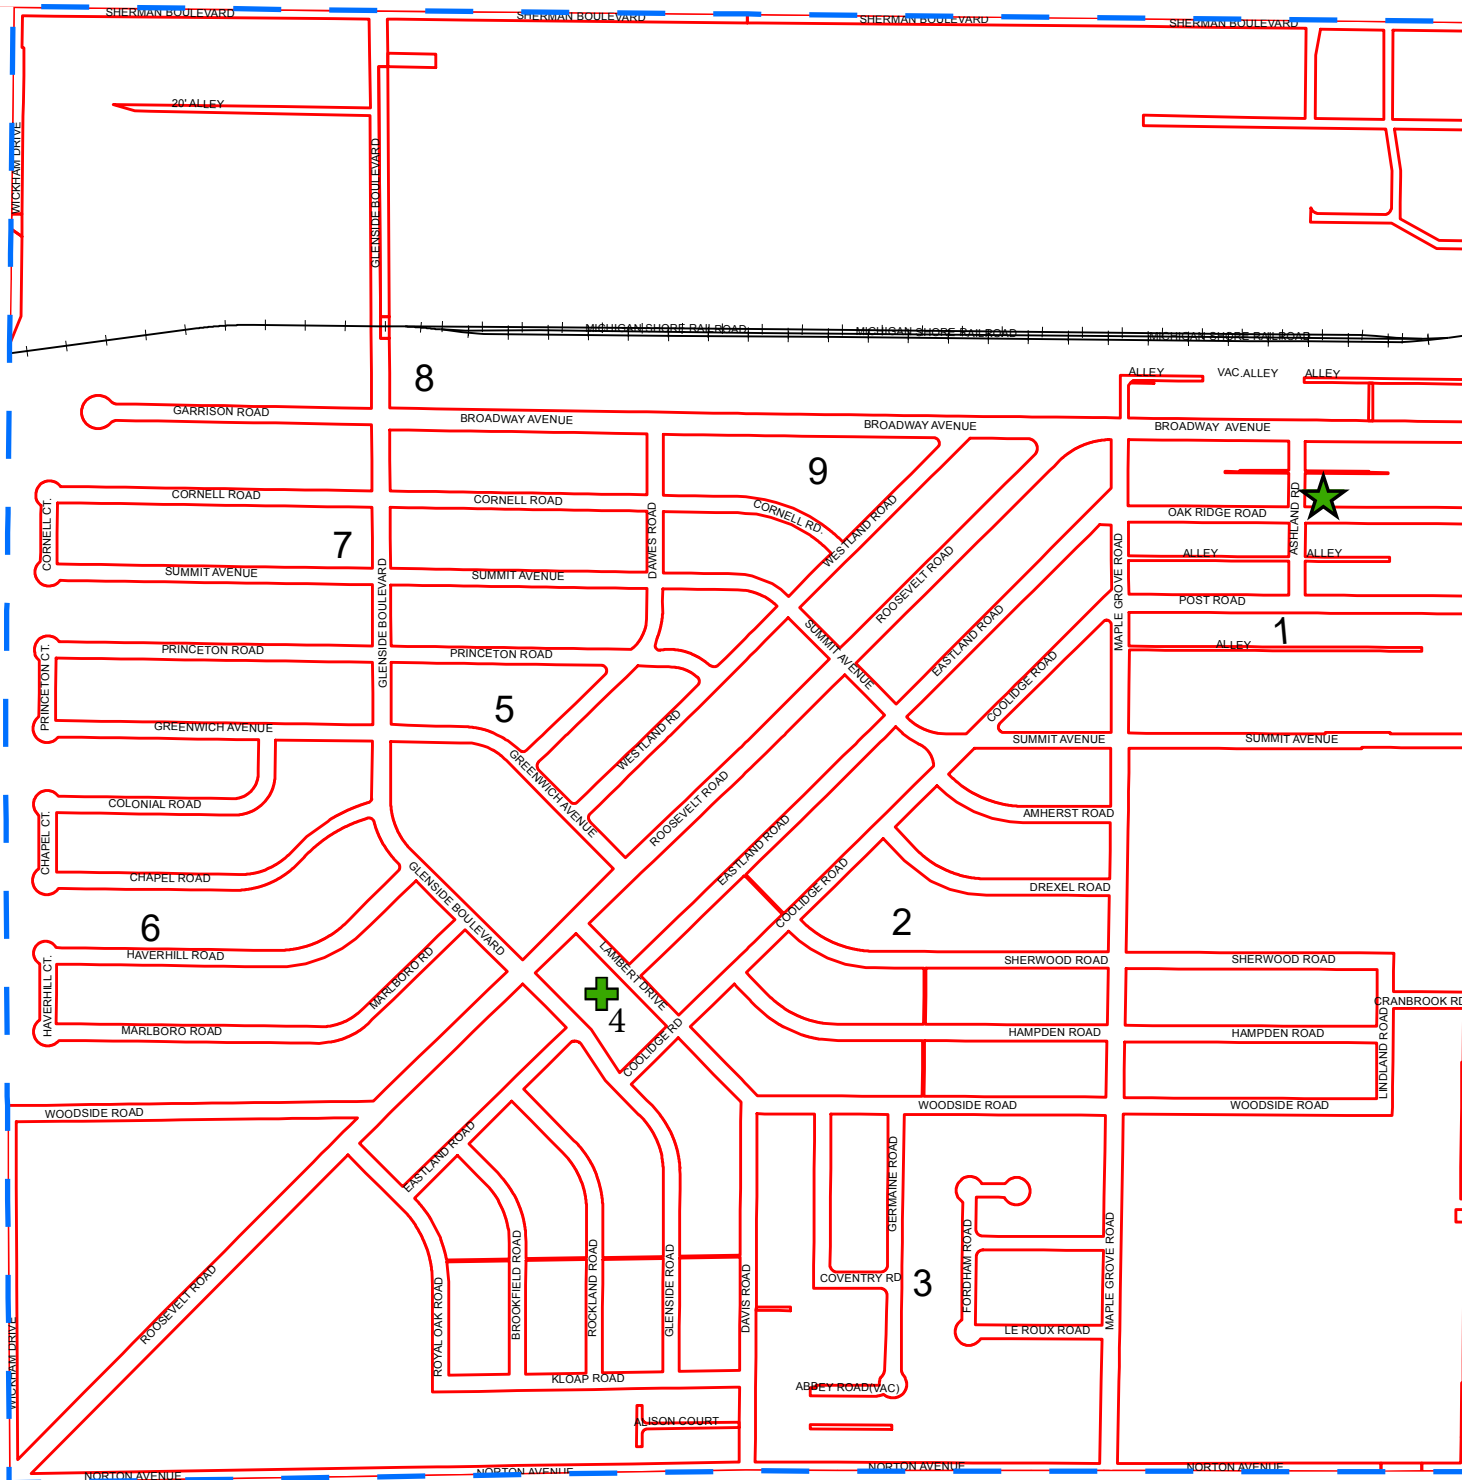 SHERMAN BOULEVARD
SHERMAN BOULEVARD
SHERMAN BOULEVARD
SHERMAN BOULEVARD
20' ALLEY
WICKHAM DRIVE
GLENSIDE BOULEVARD
MICHIGAN SHORE RAILROAD
MICHIGAN SHORE RAILROAD
MICHIGAN SHORE RAILROAD
8
ALLEY
VAC.ALLEY
ALLEY
GARRISON ROAD
BROADWAY AVENUE
BROADWAY AVENUE
BROADWAY AVENUE
9
CORNELL ROAD
CORNELL ROAD
CORNELL RD.
CORNELL CT.
DAWES ROAD
WESTLAND ROAD
OAK RIDGE ROAD
ASHLAND RD
7
ALLEY
ALLEY
SUMMIT AVENUE
SUMMIT AVENUE
ROOSEVELT ROAD
MAPLE GROVE ROAD
POST ROAD
GLENSIDE BOULEVARD
SUMMIT AVENUE
EASTLAND ROAD
1
ALLEY
PRINCETON ROAD
PRINCETON ROAD
PRINCETON CT.
COOLIDGE ROAD
5
GREENWICH AVENUE
WESTLAND RD
SUMMIT AVENUE
SUMMIT AVENUE
GREENWICH AVENUE
COLONIAL ROAD
ROOSEVELT ROAD
AMHERST ROAD
CHAPEL CT.
EASTLAND ROAD
CHAPEL ROAD
DREXEL ROAD
GLENSIDE BOULEVARD
COOLIDGE ROAD
6
2
HAVERHILL ROAD
LAMBERT DRIVE
SHERWOOD ROAD
SHERWOOD ROAD
HAVERHILL CT.
MARLBORO RD
CRANBROOK RD
4
MARLBORO ROAD
HAMPDEN ROAD
HAMPDEN ROAD
COOLIDGE RD
LINDLAND ROAD
WOODSIDE ROAD
WOODSIDE ROAD
WOODSIDE ROAD
EASTLAND ROAD
GERMAINE ROAD
ROOSEVELT ROAD
ROYAL OAK ROAD
BROOKFIELD ROAD
ROCKLAND ROAD
GLENSIDE ROAD
DAVIS ROAD
COVENTRY RD
3
FORDHAM ROAD
MAPLE GROVE ROAD
LE ROUX ROAD
WICKHAM DRIVE
KLOAP ROAD
ABBEY ROAD(VAC)
ALISON COURT
NORTON AVENUE
NORTON AVENUE
NORTON AVENUE
NORTON AVENUE